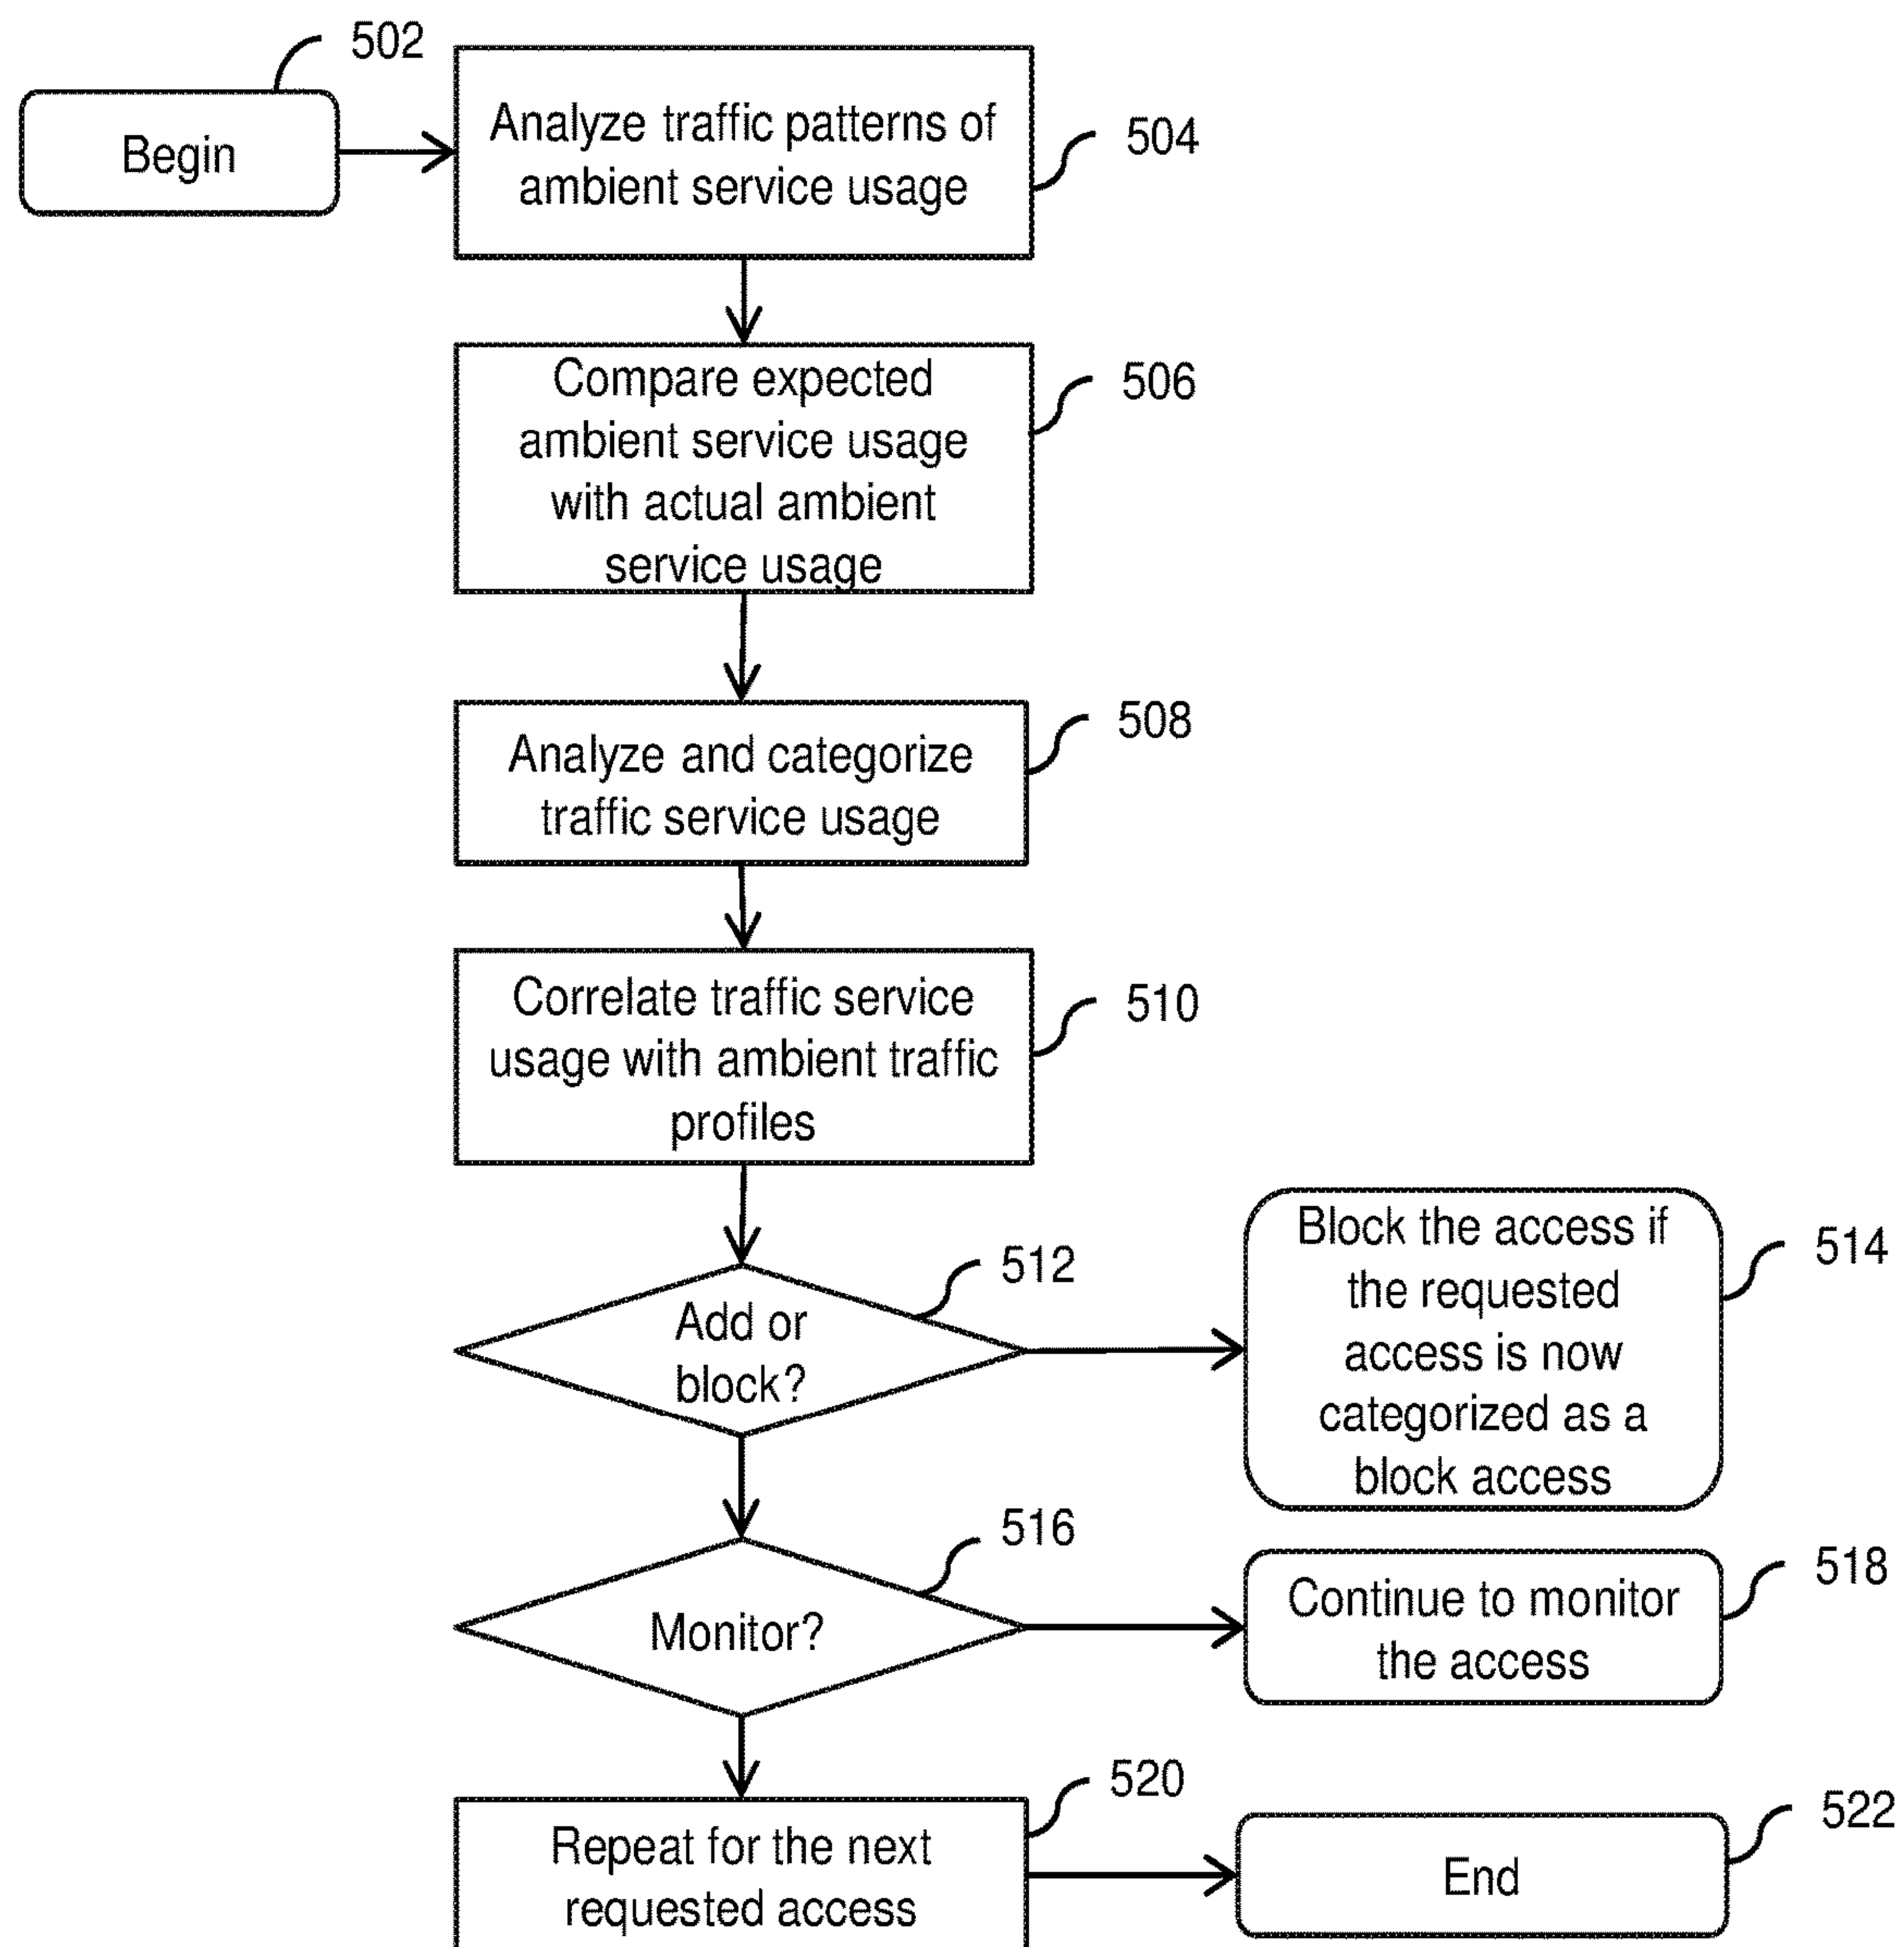 502
Begin
Analyze traffic patterns of
ambient service usage
504
Compare expected
ambient service usage
with actual ambient
service usage
506
Analyze and categorize
traffic service usage
508
Correlate traffic service
usage with ambient traffic
profiles
510
Add or
block?
512
Block the access if
the requested
access is now
categorized as a
block access
514
Monitor?
516
Continue to monitor
the access
518
Repeat for the next
requested access
520
End
522